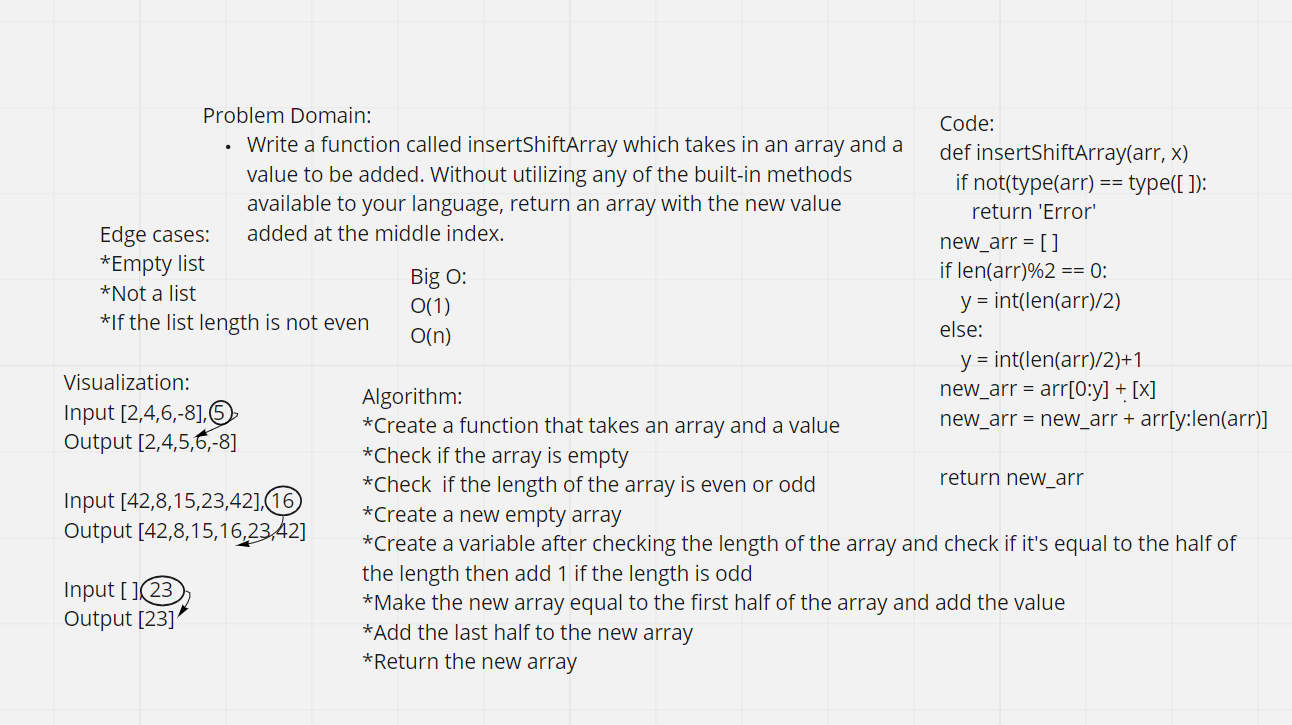 Problem Domain:
• Write a function called insertShiftArray which takes in an array and a
value to be added. Without utilizing any of the built-in methods
available to your language, return an array with the new value
added at the middle index.
Edge cases:
*Empty list
*Not a list
*If the list length is not even
Big O:
O(1)
O(n)
Visualization:
Input [2,4,6,-8],5
Output [2,4,5,6,-8]
Input [42,8,15,23,42],16
Output [42,8,15,16,23,42]
Input [ ],23
Output [23]
Algorithm:
*Create a function that takes an array and a value
*Check if the array is empty
*Check  if the length of the array is even or odd
*Create a new empty array
*Create a variable after checking the length of the array and check if it's equal to the half of
the length then add 1 if the length is odd
*Make the new array equal to the first half of the array and add the value
*Add the last half to the new array
*Return the new array
Code:
def insertShiftArray(arr, x)
if not(type(arr) == type([ ]):
return 'Error'
new_arr = [ ]
if len(arr)%2 == 0:
y = int(len(arr)/2)
else:
y = int(len(arr)/2)+1
new_arr = arr[0:y] + [x]
new_arr = new_arr + arr[y:len(arr)]
return new_arr